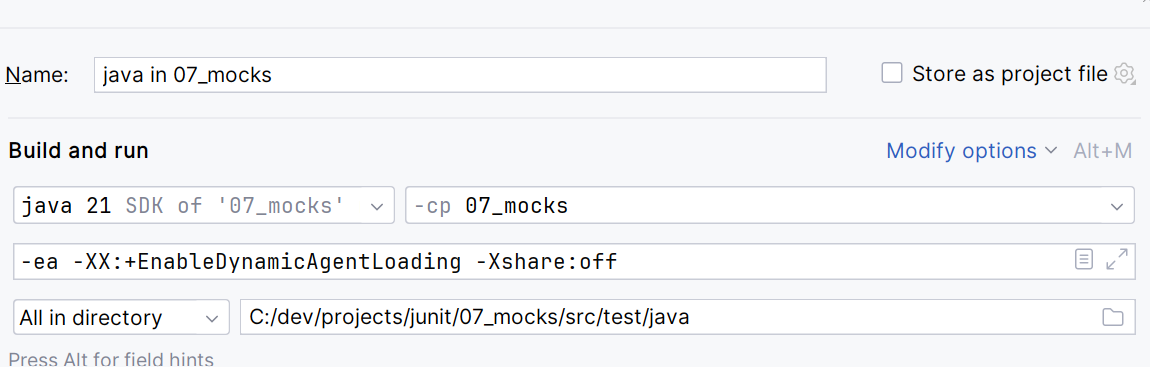 Name: java in 07_mocks Store as project file
Build and run Modify options Alt+M
java 21 SDK of '07_mocks' -cp 07_mocks
-ea -XX:+EnableDynamicAgentLoading -Xshare:off
All in directory C:/dev/projects/junit/07_mocks/src/test/java
Press Alt for field hints